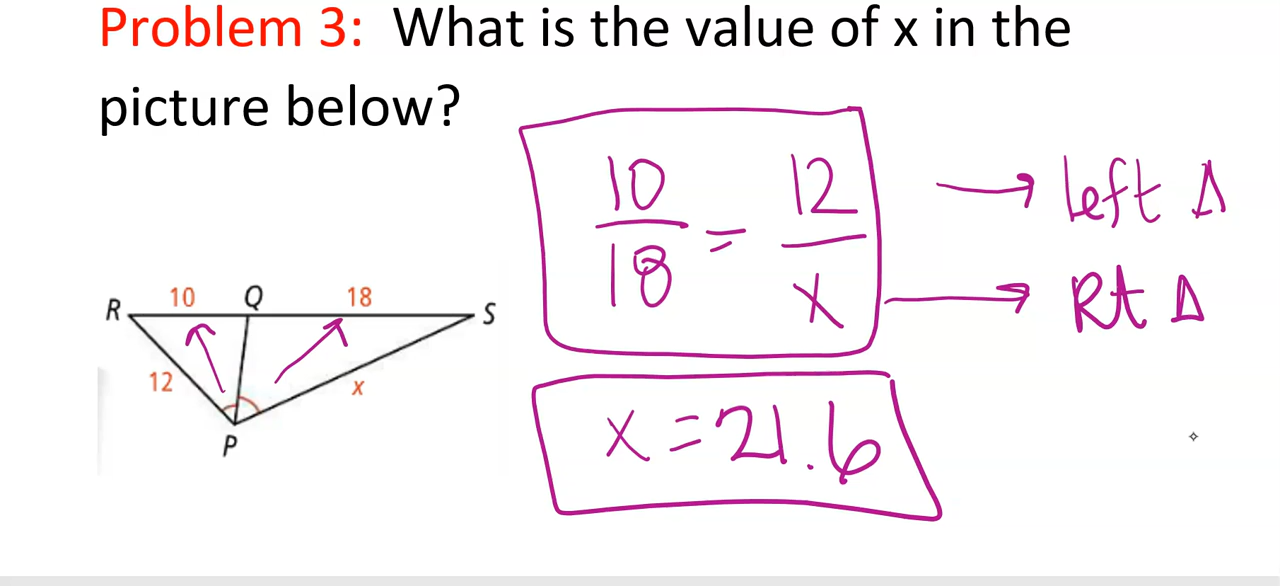 Problem 3: What is the value of x in the
picture below?
10/18 = 12/x
→ left Δ
→ Rt Δ
R 10 Q 18 S
12 x
P
x = 21.6